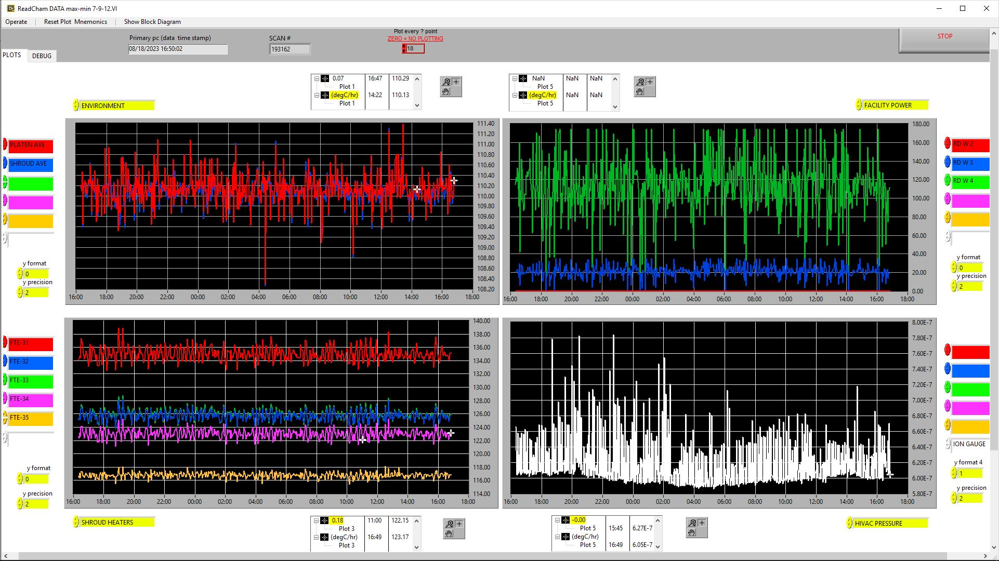 ReadCham DATA max-min 7-9-12.VI
Operate | Reset Plot Mnemonics | Show Block Diagram
Primary pc (data time stamp)
08/18/2023 16:50:02
SCAN #
193162
Plot every ? point
ZERO = NO PLOTTING
18
STOP
PLOTS
DEBUG
0.07 16:47 110.29
Plot 1
(degC/hr) 14:22 110.13
Plot 1
NaN NaN NaN
Plot 5
(degC/hr) NaN NaN
Plot 5
ENVIRONMENT
FACILITY POWER
PLATEN AVE
SHROUD AVE
y format
0
y precision
2
111.40
111.20
111.00
110.80
110.60
110.40
110.20
110.00
109.80
109.60
109.40
109.20
109.00
108.80
108.60
108.40
108.20
16:00 18:00 20:00 22:00 00:00 02:00 04:00 06:00 08:00 10:00 12:00 14:00 16:00 18:00
180.00
160.00
140.00
120.00
100.00
80.00
60.00
40.00
20.00
0.00
16:00 18:00 20:00 22:00 00:00 02:00 04:00 06:00 08:00 10:00 12:00 14:00 16:00 18:00
RD W 2
RD W 3
RD W 4
y format
0
y precision
2
FTE-31
FTE-32
FTE-33
FTE-34
FTE-35
y format
0
y precision
2
140.00
138.00
136.00
134.00
132.00
130.00
128.00
126.00
124.00
122.00
120.00
118.00
116.00
114.00
16:00 18:00 20:00 22:00 00:00 02:00 04:00 06:00 08:00 10:00 12:00 14:00 16:00 18:00
8.00E-7
7.80E-7
7.60E-7
7.40E-7
7.20E-7
7.00E-7
6.80E-7
6.60E-7
6.40E-7
6.20E-7
6.00E-7
5.80E-7
16:00 18:00 20:00 22:00 00:00 02:00 04:00 06:00 08:00 10:00 12:00 14:00 16:00 18:00
ION GAUGE
y format 4
1
y precision
2
SHROUD HEATERS
0.18 11:00 122.15
Plot 3
(degC/hr) 16:49 123.17
Plot 3
-0.00
Plot 5 15:45 6.27E-7
(degC/hr)
Plot 5 16:49 6.05E-7
HIVAC PRESSURE